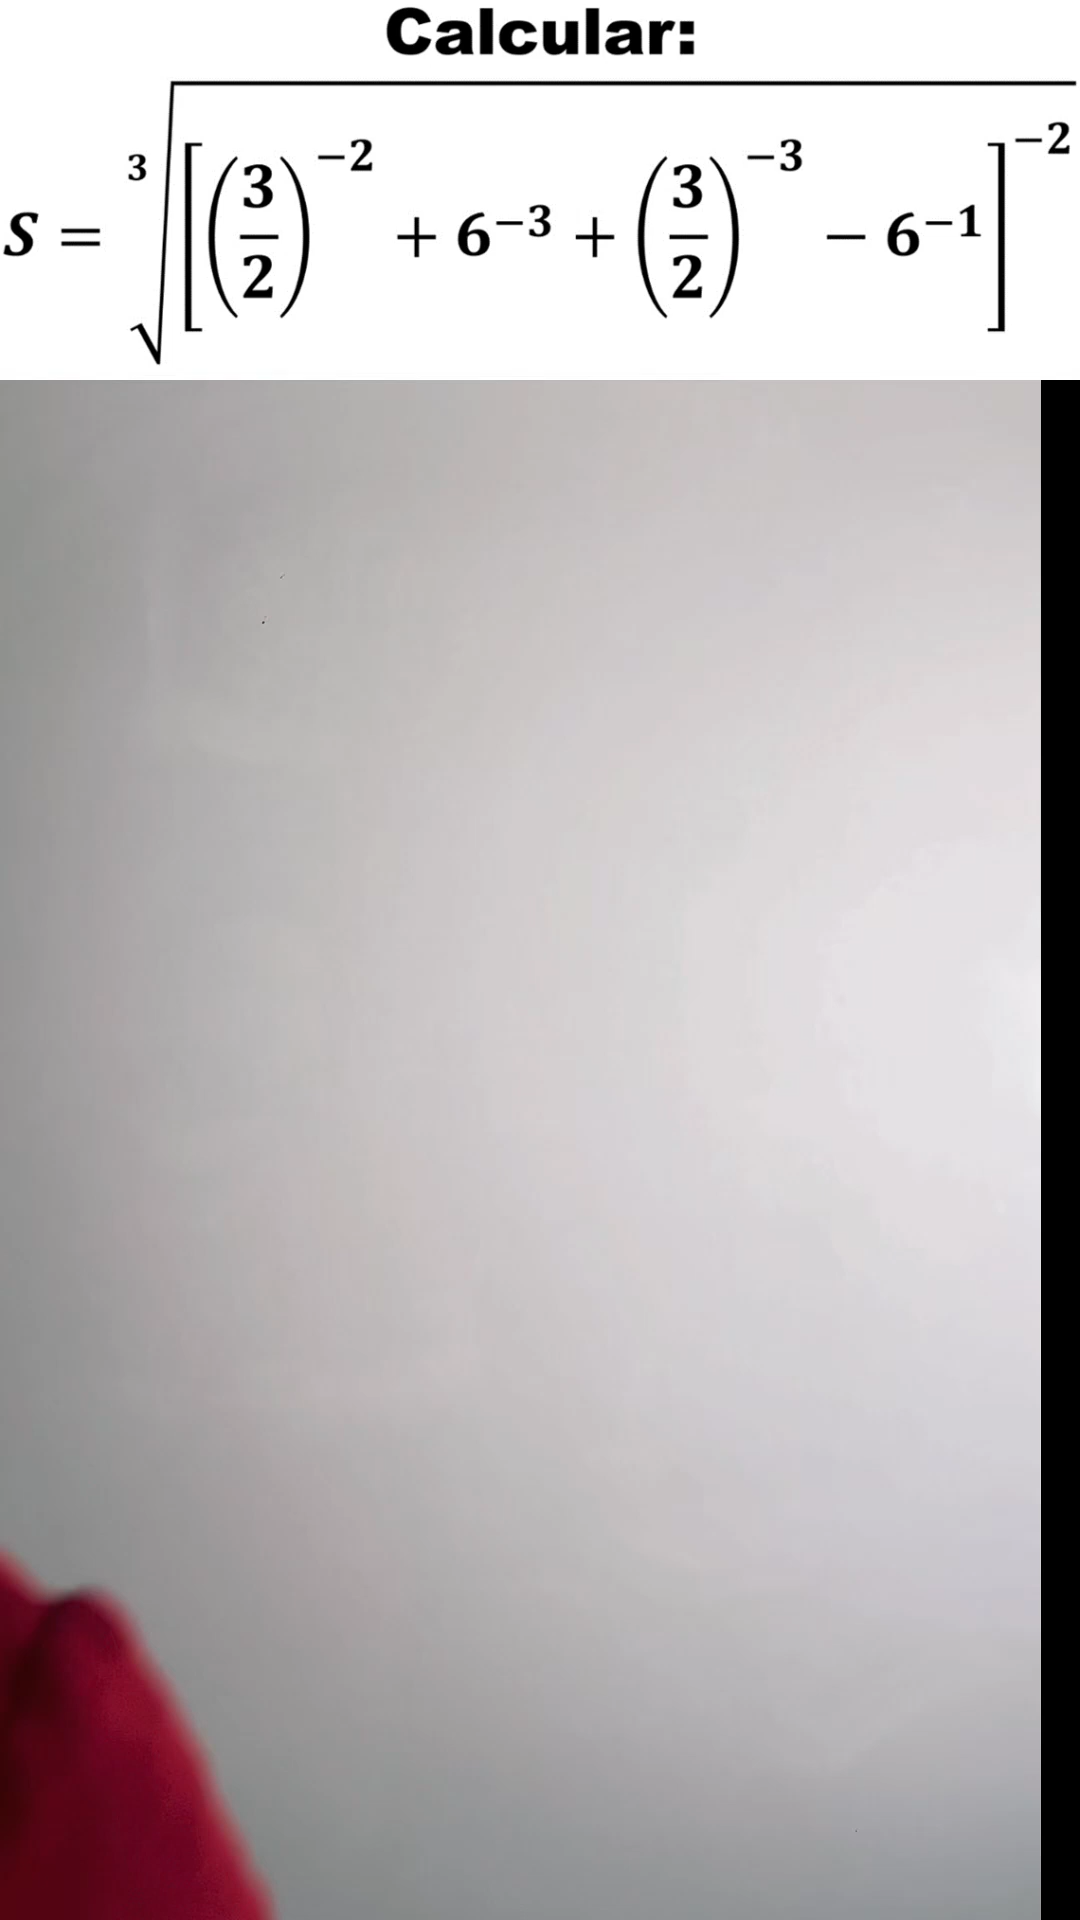 Calcular:
S = ∛([(3/2)⁻² + 6⁻³ + (3/2)⁻³ − 6⁻¹]⁻²)